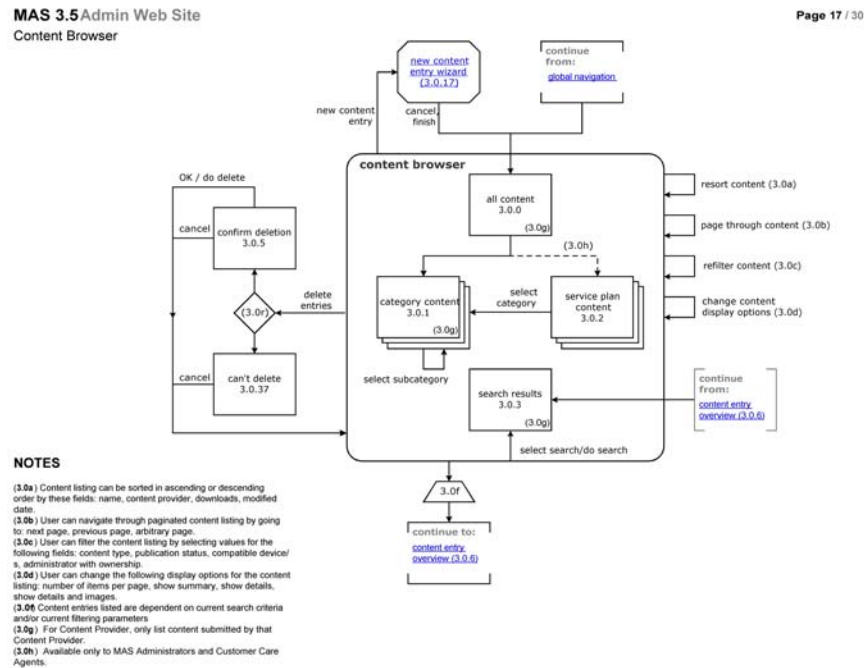 MAS 3.5 Admin Web Site
Page 17 / 30
Content Browser
new content
entry wizard
(3.0.17)
continue
from:
global navigation
new content
entry
cancel,
finish
content browser
OK / do delete
all content
3.0.0
(3.0g)
resort content (3.0a)
cancel
confirm deletion
3.0.5
page through content (3.0b)
(3.0h)
refilter content (3.0c)
delete
entries
(3.0r)
category content
3.0.1
(3.0g)
select
category
service plan
content
3.0.2
change content
display options (3.0d)
cancel
can't delete
3.0.37
select subcategory
search results
3.0.3
(3.0g)
continue
from:
content entry
overview (3.0.6)
select search/do search
3.0f
continue to:
content entry
overview (3.0.6)
NOTES
(3.0a) Content listing can be sorted in ascending or descending
order by these fields: name, content provider, downloads, modified
date.
(3.0b) User can navigate through paginated content listing by going
to: next page, previous page, arbitrary page.
(3.0c) User can filter the content listing by selecting values for the
following fields: content type, publication status, compatible device/
s, administrator with ownership.
(3.0d) User can change the following display options for the content
listing: number of items per page, show summary, show details,
show details and images.
(3.0f) Content entries listed are dependent on current search criteria
and/or current filtering parameters
(3.0g) For Content Provider, only list content submitted by that
Content Provider.
(3.0h) Available only to MAS Administrators and Customer Care
Agents.